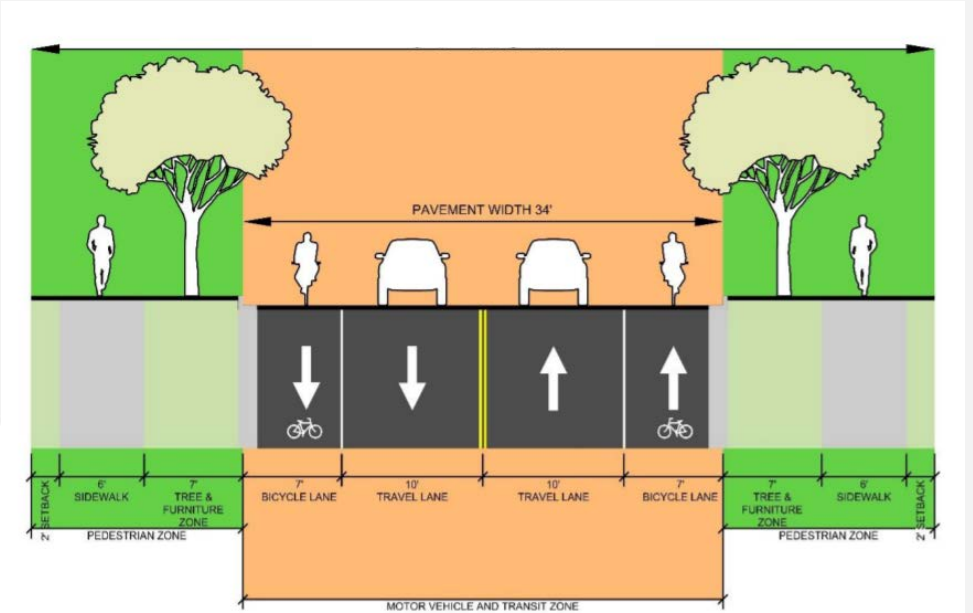 PAVEMENT WIDTH 34'
2' SETBACK
6'
SIDEWALK
7'
TREE &
FURNITURE
ZONE
7'
BICYCLE LANE
10'
TRAVEL LANE
10'
TRAVEL LANE
7'
BICYCLE LANE
7'
TREE &
FURNITURE
ZONE
6'
SIDEWALK
2' SETBACK
PEDESTRIAN ZONE
PEDESTRIAN ZONE
MOTOR VEHICLE AND TRANSIT ZONE